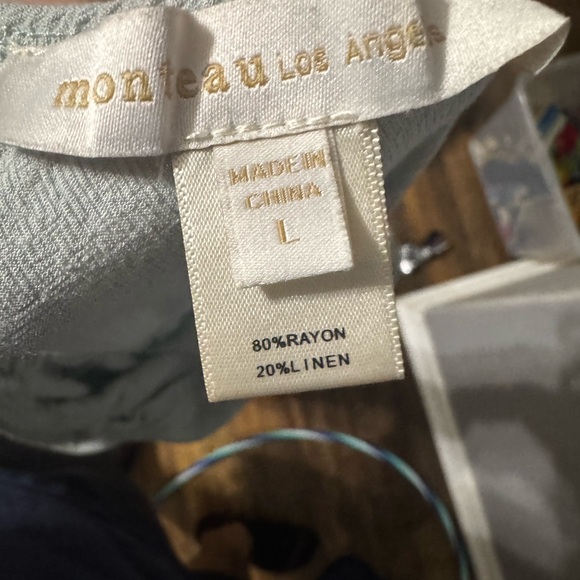 monteau Los Angeles
MADE IN
CHINA
L
80%RAYON
20%LINEN